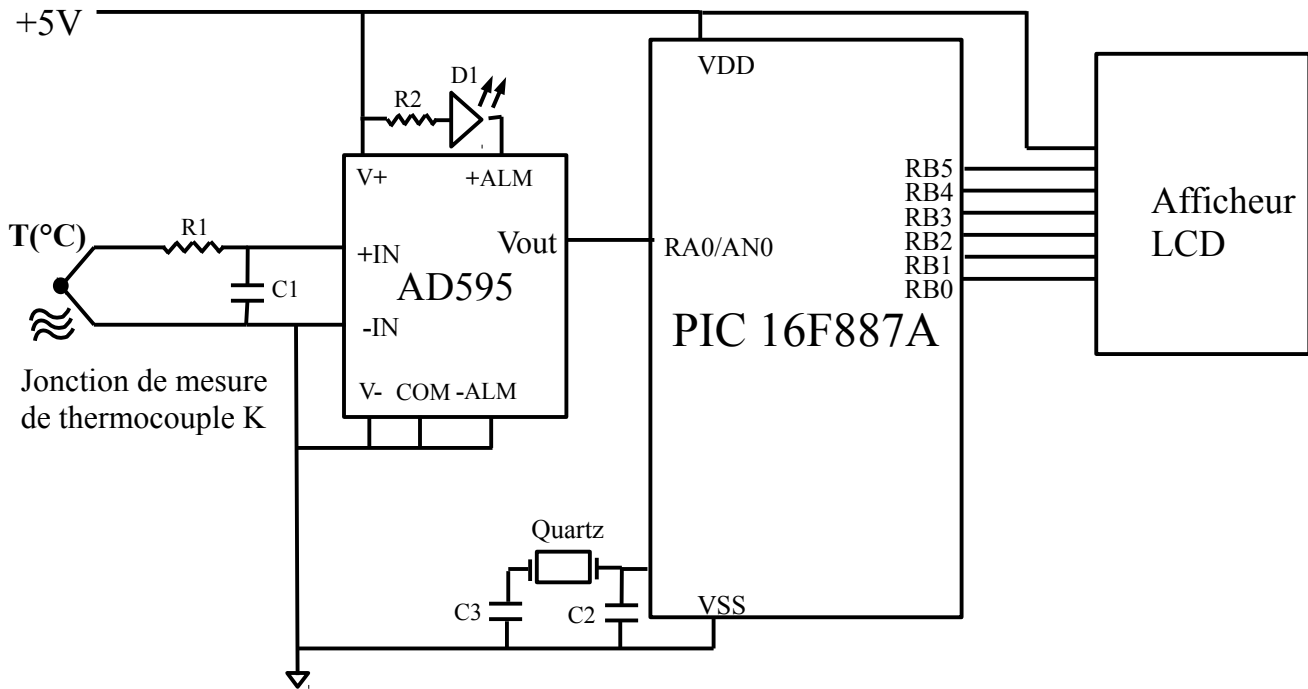 +5V
VDD
D1
R2
V+
+ALM
RB5
RB4
RB3
RB2
RB1
RB0
Afficheur
LCD
T(°C)
R1
+IN
Vout
RA0/AN0
C1
AD595
-IN
PIC 16F887A
Jonction de mesure
de thermocouple K
V- COM -ALM
Quartz
C3
C2
VSS